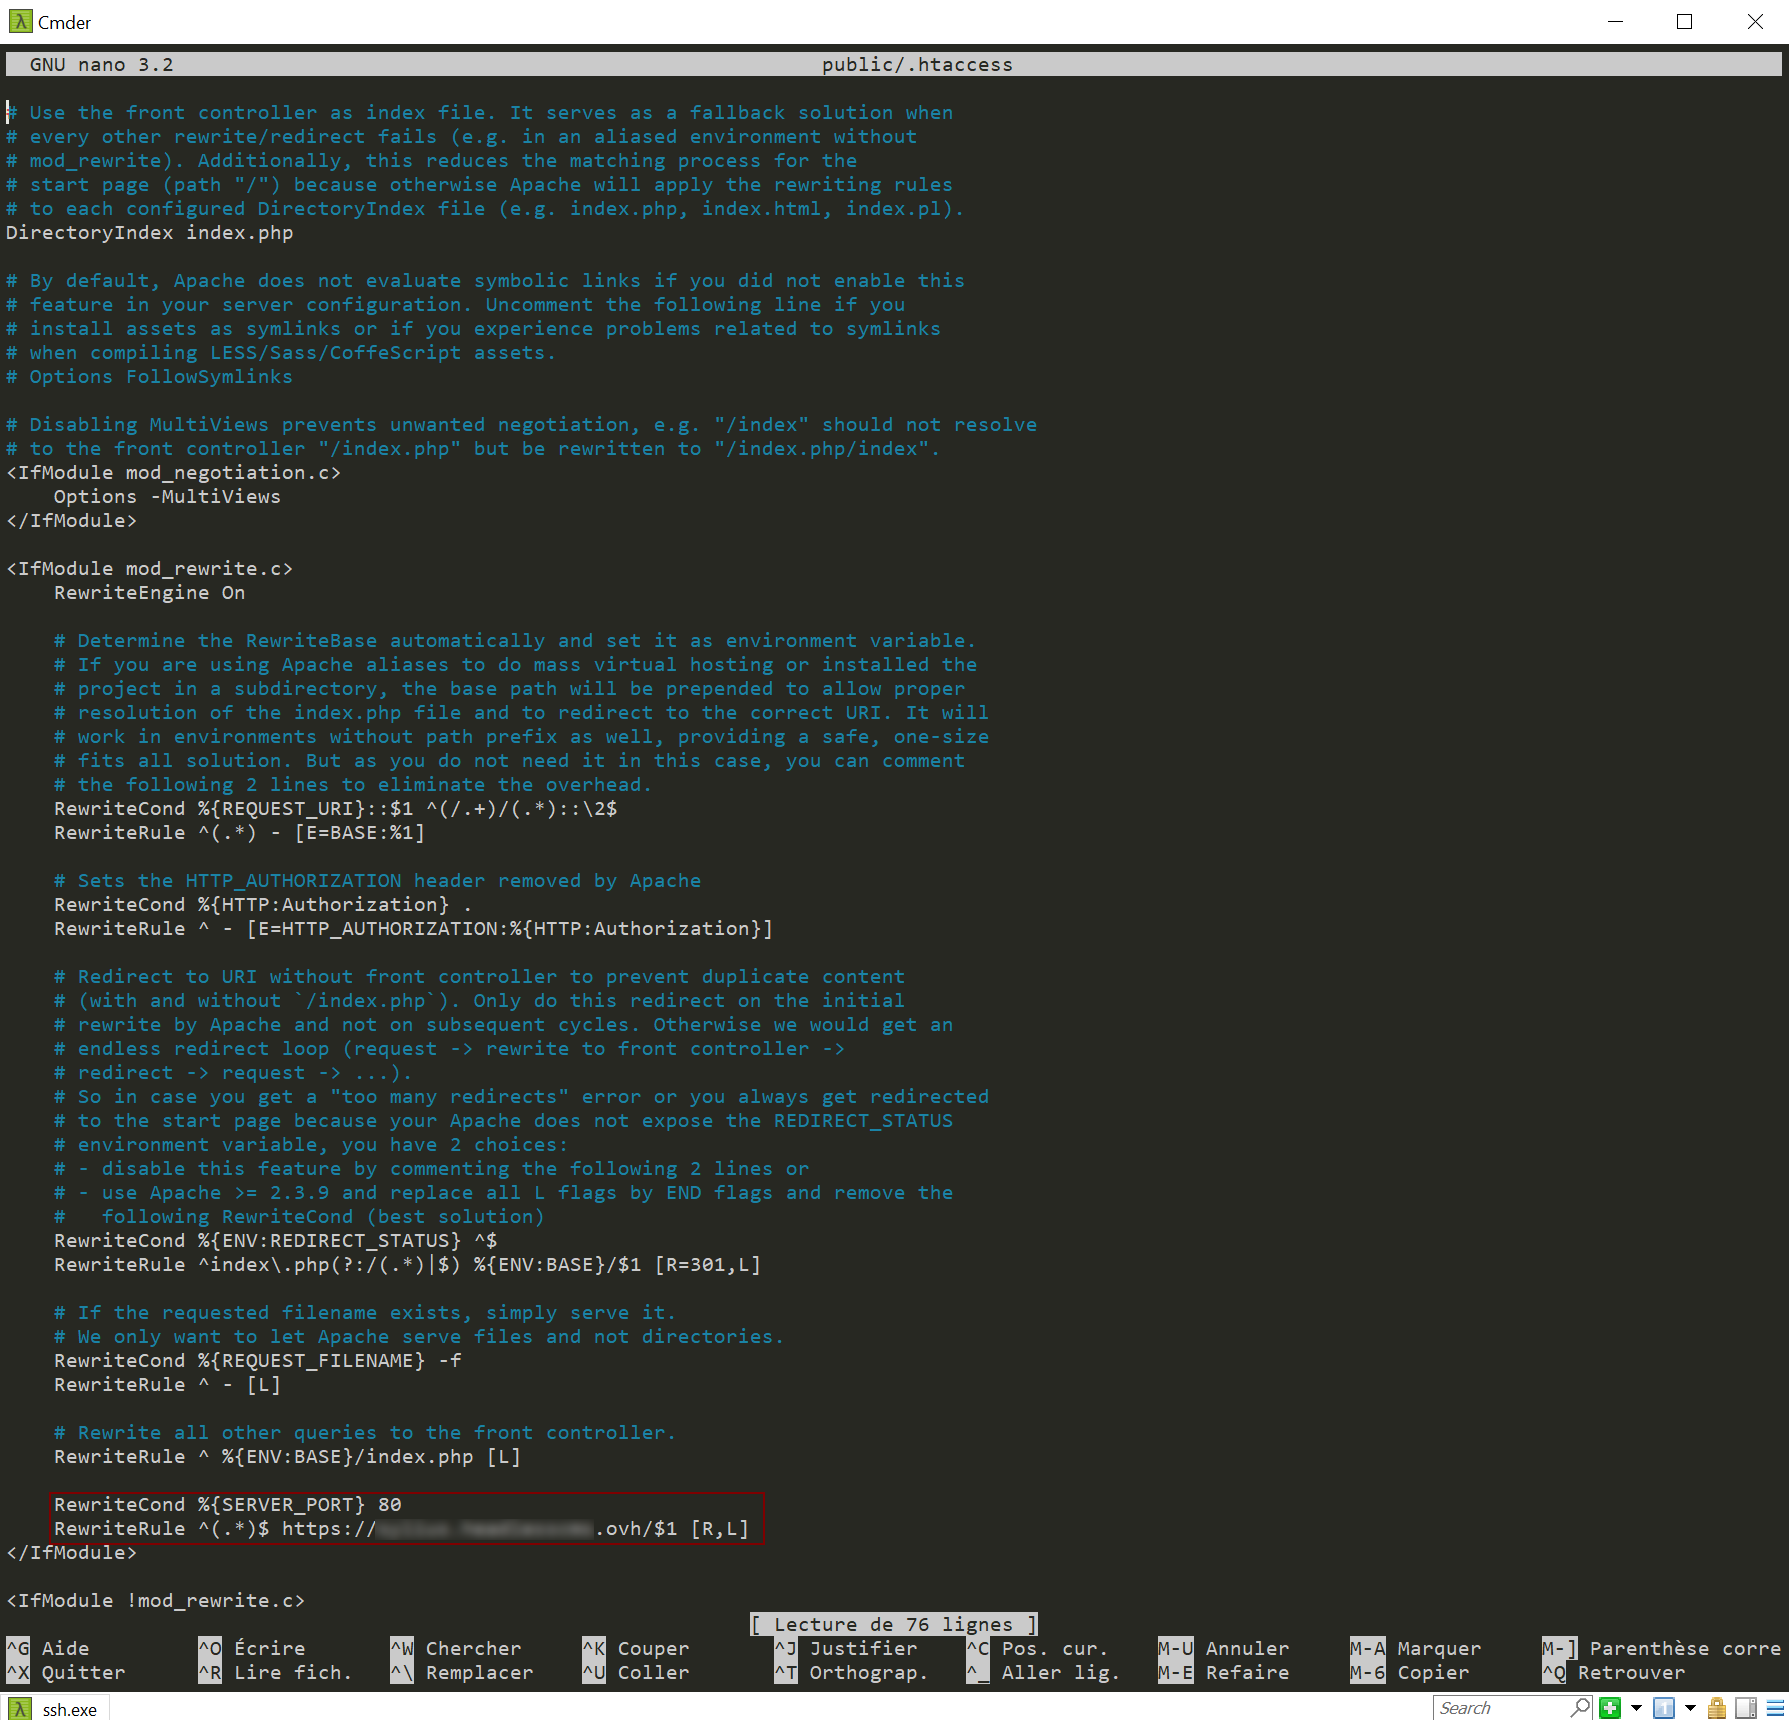 Cmder
GNU nano 3.2 public/.htaccess
# Use the front controller as index file. It serves as a fallback solution when
# every other rewrite/redirect fails (e.g. in an aliased environment without
# mod_rewrite). Additionally, this reduces the matching process for the
# start page (path "/") because otherwise Apache will apply the rewriting rules
# to each configured DirectoryIndex file (e.g. index.php, index.html, index.pl).
DirectoryIndex index.php
# By default, Apache does not evaluate symbolic links if you did not enable this
# feature in your server configuration. Uncomment the following line if you
# install assets as symlinks or if you experience problems related to symlinks
# when compiling LESS/Sass/CoffeScript assets.
# Options FollowSymlinks
# Disabling MultiViews prevents unwanted negotiation, e.g. "/index" should not resolve
# to the front controller "/index.php" but be rewritten to "/index.php/index".
<IfModule mod_negotiation.c>
Options -MultiViews
</IfModule>
<IfModule mod_rewrite.c>
RewriteEngine On
# Determine the RewriteBase automatically and set it as environment variable.
# If you are using Apache aliases to do mass virtual hosting or installed the
# project in a subdirectory, the base path will be prepended to allow proper
# resolution of the index.php file and to redirect to the correct URI. It will
# work in environments without path prefix as well, providing a safe, one-size
# fits all solution. But as you do not need it in this case, you can comment
# the following 2 lines to eliminate the overhead.
RewriteCond %{REQUEST_URI}::$1 ^(/.+)/(.*)::\2$
RewriteRule ^(.*) - [E=BASE:%1]
# Sets the HTTP_AUTHORIZATION header removed by Apache
RewriteCond %{HTTP:Authorization} .
RewriteRule ^ - [E=HTTP_AUTHORIZATION:%{HTTP:Authorization}]
# Redirect to URI without front controller to prevent duplicate content
# (with and without `/index.php`). Only do this redirect on the initial
# rewrite by Apache and not on subsequent cycles. Otherwise we would get an
# endless redirect loop (request -> rewrite to front controller ->
# redirect -> request -> ...).
# So in case you get a "too many redirects" error or you always get redirected
# to the start page because your Apache does not expose the REDIRECT_STATUS
# environment variable, you have 2 choices:
# - disable this feature by commenting the following 2 lines or
# - use Apache >= 2.3.9 and replace all L flags by END flags and remove the
# following RewriteCond (best solution)
RewriteCond %{ENV:REDIRECT_STATUS} ^$
RewriteRule ^index\.php(?:/(.*)|$) %{ENV:BASE}/$1 [R=301,L]
# If the requested filename exists, simply serve it.
# We only want to let Apache serve files and not directories.
RewriteCond %{REQUEST_FILENAME} -f
RewriteRule ^ - [L]
# Rewrite all other queries to the front controller.
RewriteRule ^ %{ENV:BASE}/index.php [L]
RewriteCond %{SERVER_PORT} 80
RewriteRule ^(.*)$ https:// .ovh/$1 [R,L]
</IfModule>
<IfModule !mod_rewrite.c>
[ Lecture de 76 lignes ]
^G Aide ^O Écrire ^W Chercher ^K Couper ^J Justifier ^C Pos. cur. M-U Annuler M-A Marquer M-] Parenthèse corre
^X Quitter ^R Lire fich. ^\ Remplacer ^U Coller ^T Orthograp. ^_ Aller lig. M-E Refaire M-6 Copier ^Q Retrouver
ssh.exe Search